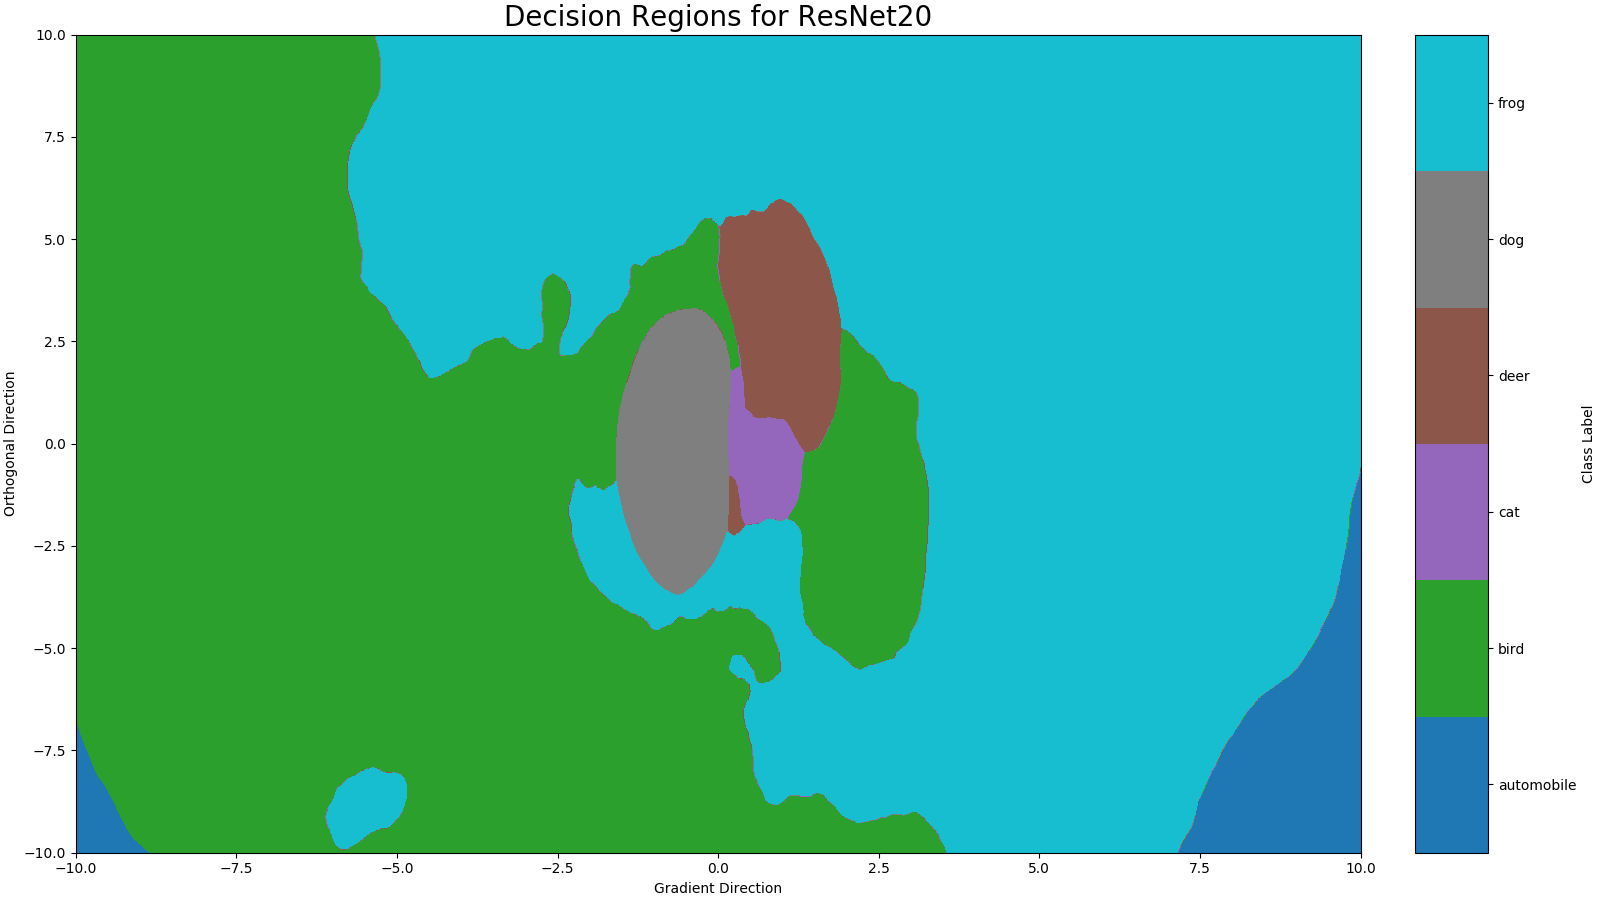 Decision Regions for ResNet20
10.0
7.5
5.0
2.5
0.0
−2.5
−5.0
−7.5
−10.0
Orthogonal Direction
−10.0 −7.5 −5.0 −2.5 0.0 2.5 5.0 7.5 10.0
Gradient Direction
frog
dog
deer
cat
bird
automobile
Class Label